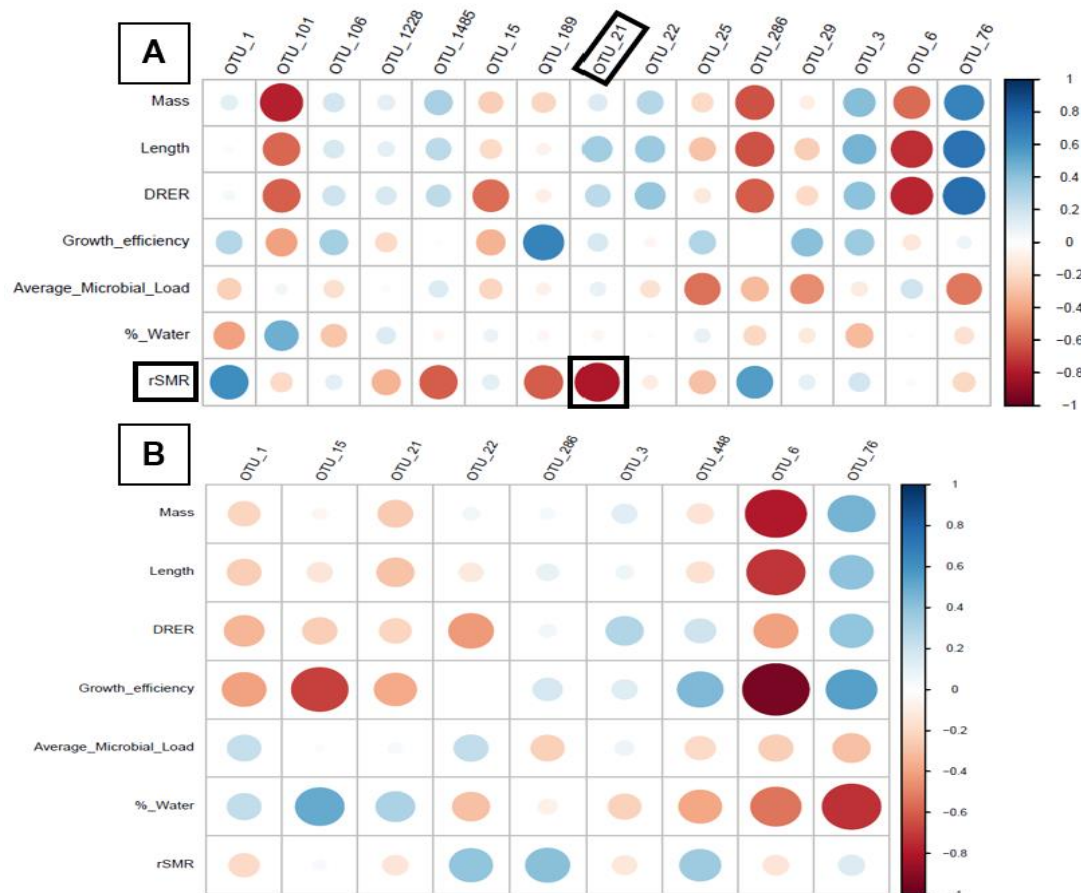 A
OTU_1 OTU_101 OTU_106 OTU_1228 OTU_1485 OTU_15 OTU_189 OTU_21 OTU_22 OTU_25 OTU_286 OTU_29 OTU_3 OTU_6 OTU_76
Mass
Length
DRER
Growth_efficiency
Average_Microbial_Load
%_Water
rSMR
1
0.8
0.6
0.4
0.2
0
−0.2
−0.4
−0.6
−0.8
−1
B
OTU_1 OTU_15 OTU_21 OTU_22 OTU_286 OTU_3 OTU_448 OTU_6 OTU_76
Mass
Length
DRER
Growth_efficiency
Average_Microbial_Load
%_Water
rSMR
1
0.8
0.6
0.4
0.2
0
−0.2
−0.4
−0.6
−0.8
−1